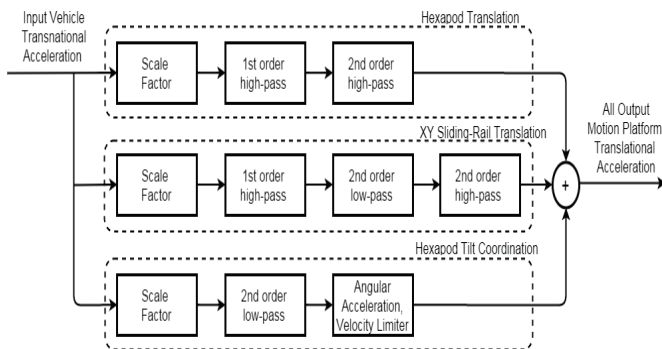 Input Vehicle
Transnational
Acceleration
Hexapod Translation
Scale
Factor
1st order
high-pass
2nd order
high-pass
XY Sliding-Rail Translation
Scale
Factor
1st order
high-pass
2nd order
low-pass
2nd order
high-pass
+
All Output
Motion Platform
Translational
Acceleration
Hexapod Tilt Coordination
Scale
Factor
2nd order
low-pass
Angular
Acceleration,
Velocity Limiter